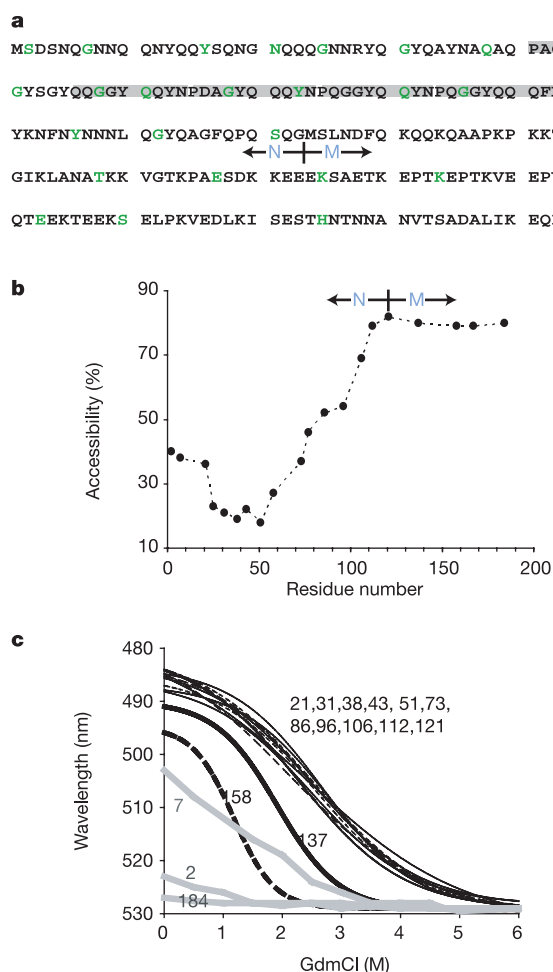 a
MSDSNQGNNQ QNYQQYSQNG NQQQGNNRYQ GYQAYNAQAQ PAG
GYSGYQQGGY QQYNPDAGYQ QQYNPQGGYQ QYNPQGGYQQ QFN
YKNFNYNNNL QGYQAGFQPQ SQGMSLNDFQ KQQKQAAPKP KKT
N M
GIKLANATKK VGTKPAESDK KEEEKSAETK EPTKEPTKVE EP
QTEEKTEEKS ELPKVEDLKI SESTHNTNNA NVTSADALIK EQ
b
N M
90
70
50
30
10
Accessibility (%)
0 50 100 150 200
Residue number
c
480
490
500
510
520
530
Wavelength (nm)
21,31,38,43, 51,73,
86,96,106,112,121
158
7
137
2
184
0 1 2 3 4 5 6
GdmCl (M)